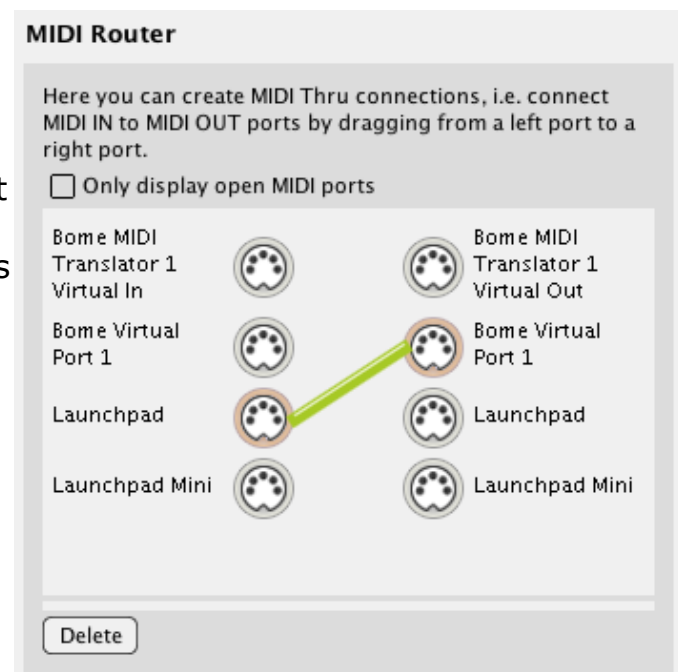 MIDI Router
Here you can create MIDI Thru connections, i.e. connect
MIDI IN to MIDI OUT ports by dragging from a left port to a
right port.
t
Only display open MIDI ports
s
Bome MIDI
Translator 1
Virtual In
Bome MIDI
Translator 1
Virtual Out
Bome Virtual
Port 1
Bome Virtual
Port 1
Launchpad
Launchpad
Launchpad Mini
Launchpad Mini
Delete